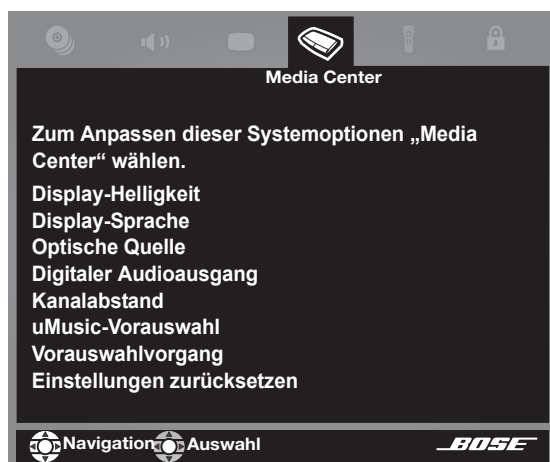 Media Center
Zum Anpassen dieser Systemoptionen „Media
Center“ wählen.
Display-Helligkeit
Display-Sprache
Optische Quelle
Digitaler Audioausgang
Kanalabstand
uMusic-Vorauswahl
Vorauswahlvorgang
Einstellungen zurücksetzen
Navigation Auswahl BOSE